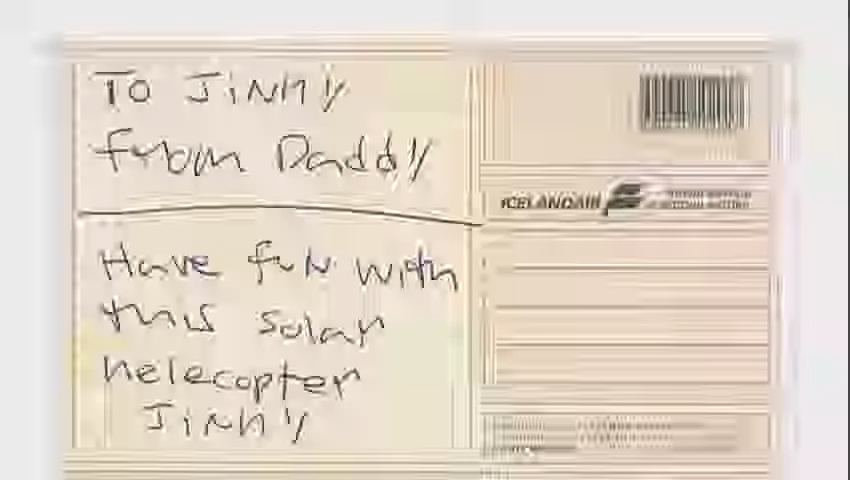 To Jinny
from Daddy
Have fun with
this solar
helecopter
Jinny
ICELANDAIR